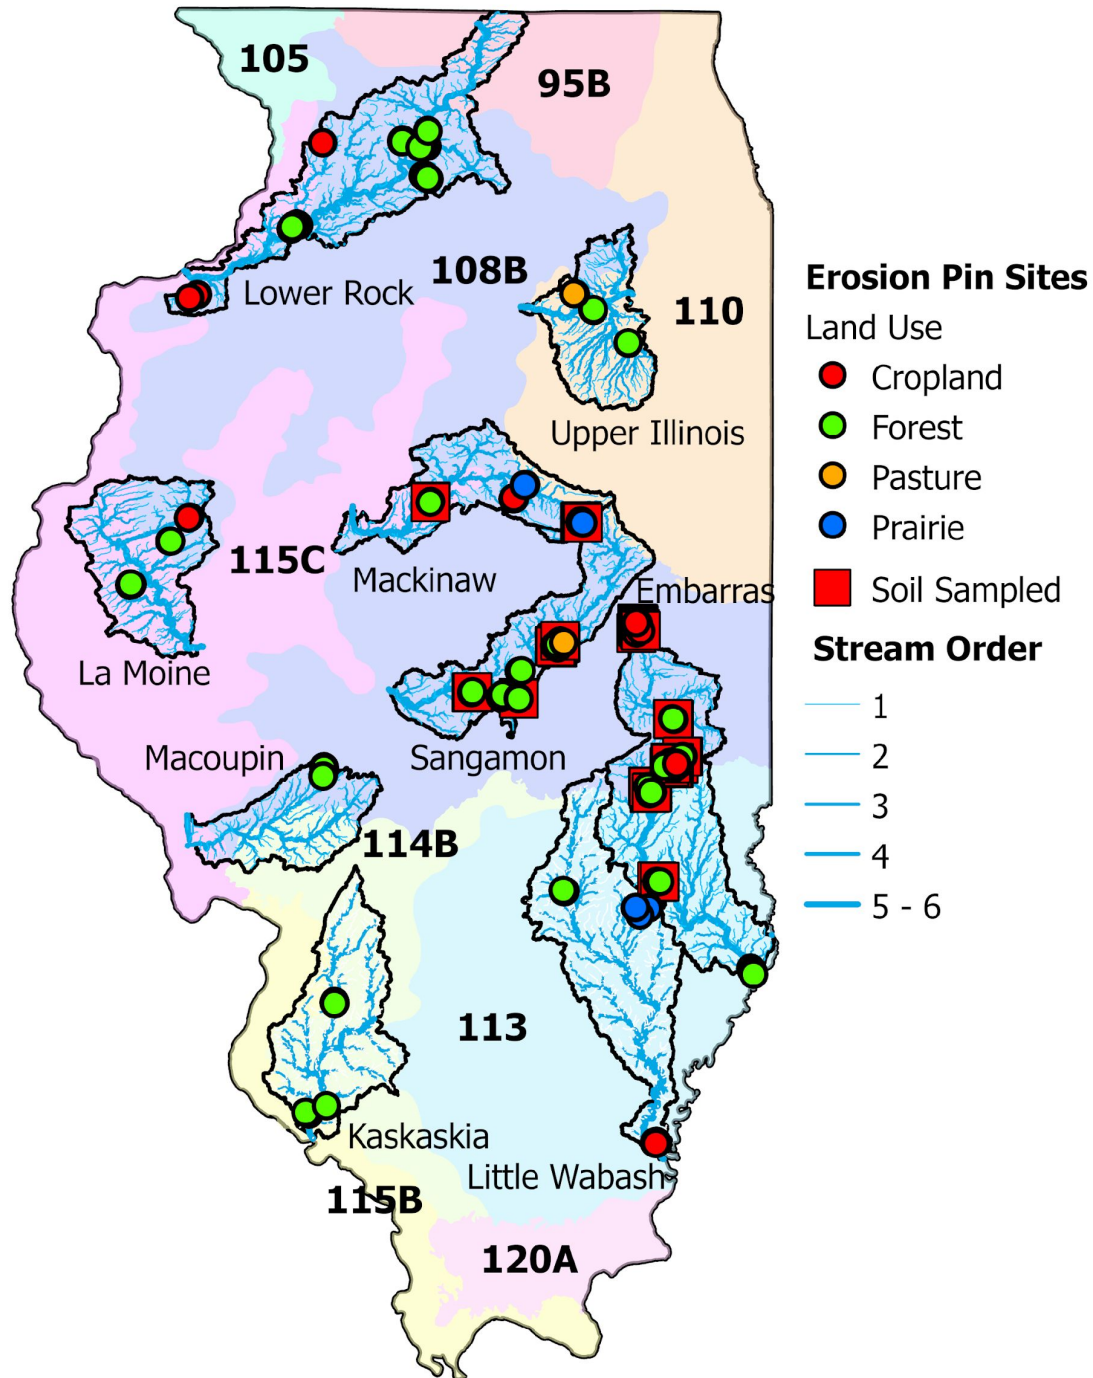 105
95B
108B
Lower Rock
110
Upper Illinois
115C
Mackinaw
Embarras
La Moine
Macoupin
Sangamon
114B
113
Kaskaskia
Little Wabash
115B
120A
Erosion Pin Sites
Land Use
Cropland
Forest
Pasture
Prairie
Soil Sampled
Stream Order
1
2
3
4
5 - 6